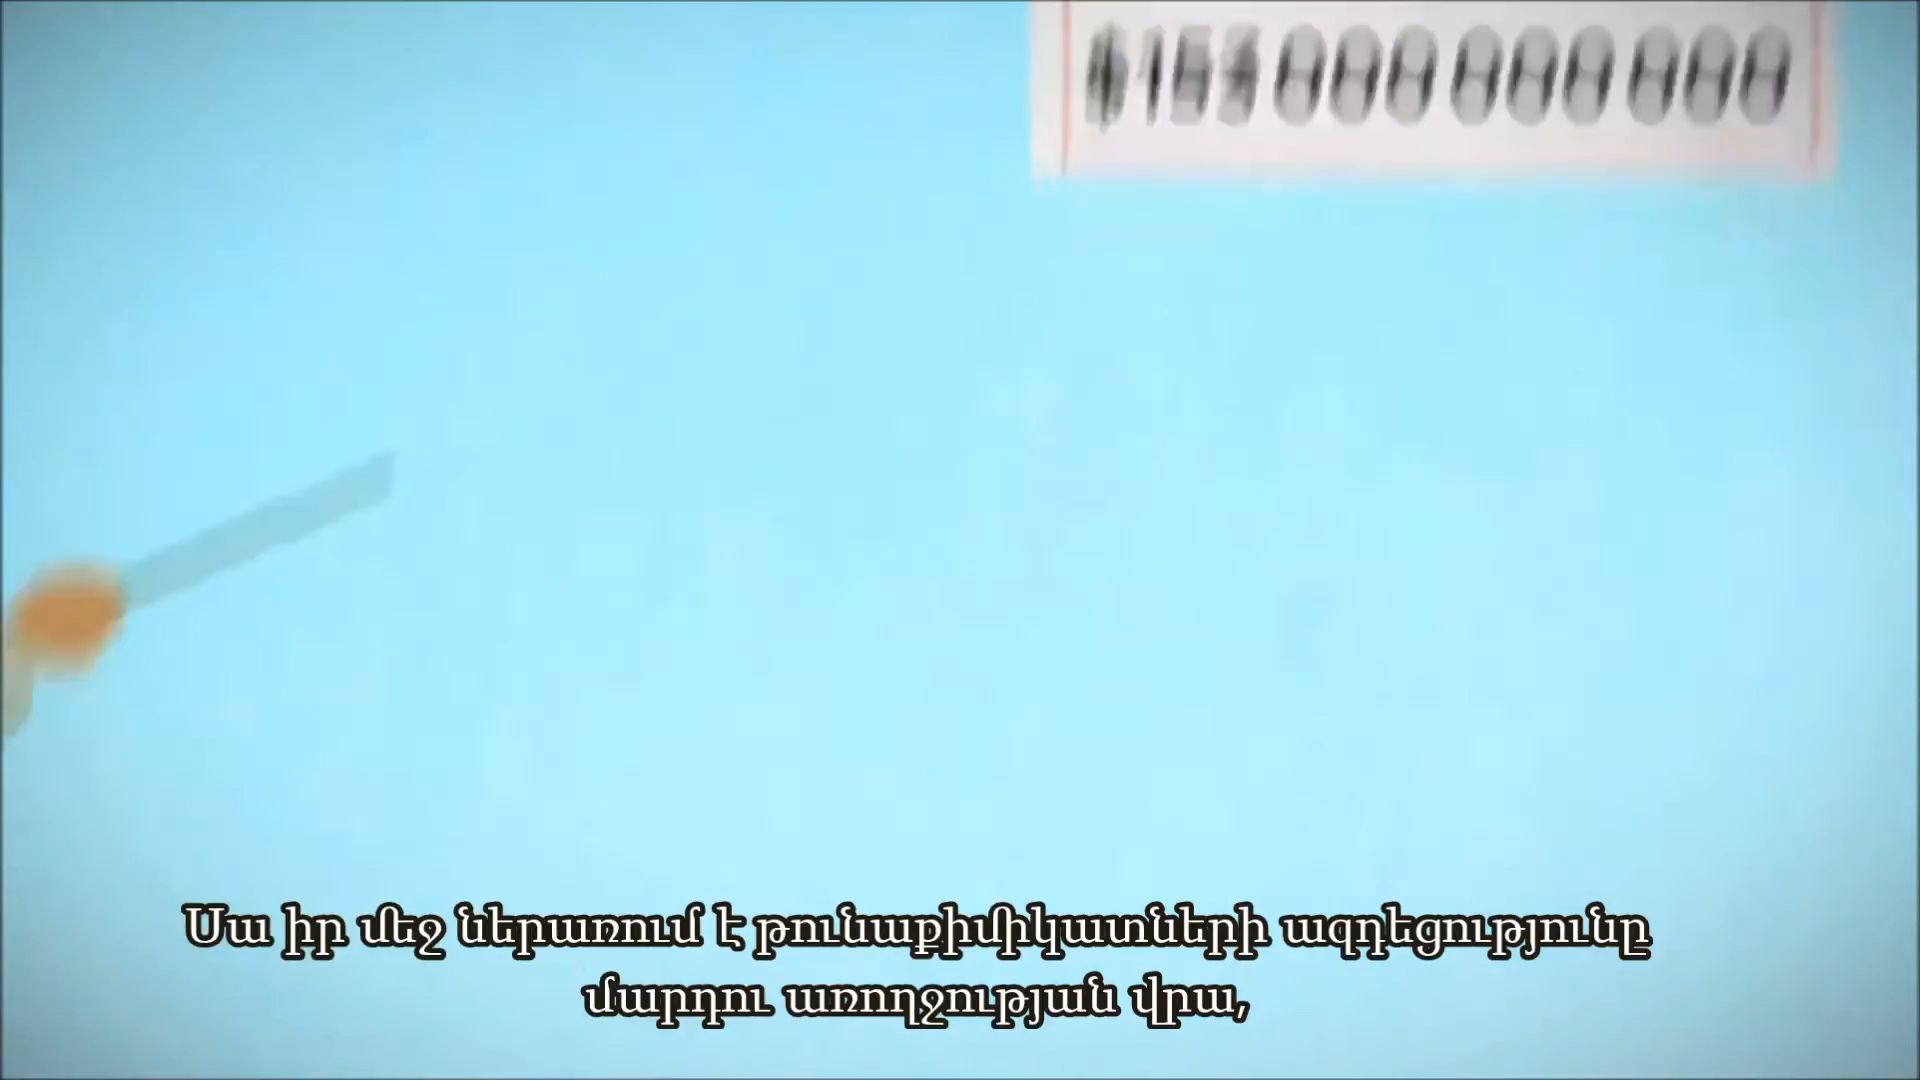 Սա իր մեջ ներառում է թունաքիմիկատների ազդեցությունը
մարդու առողջության վրա,